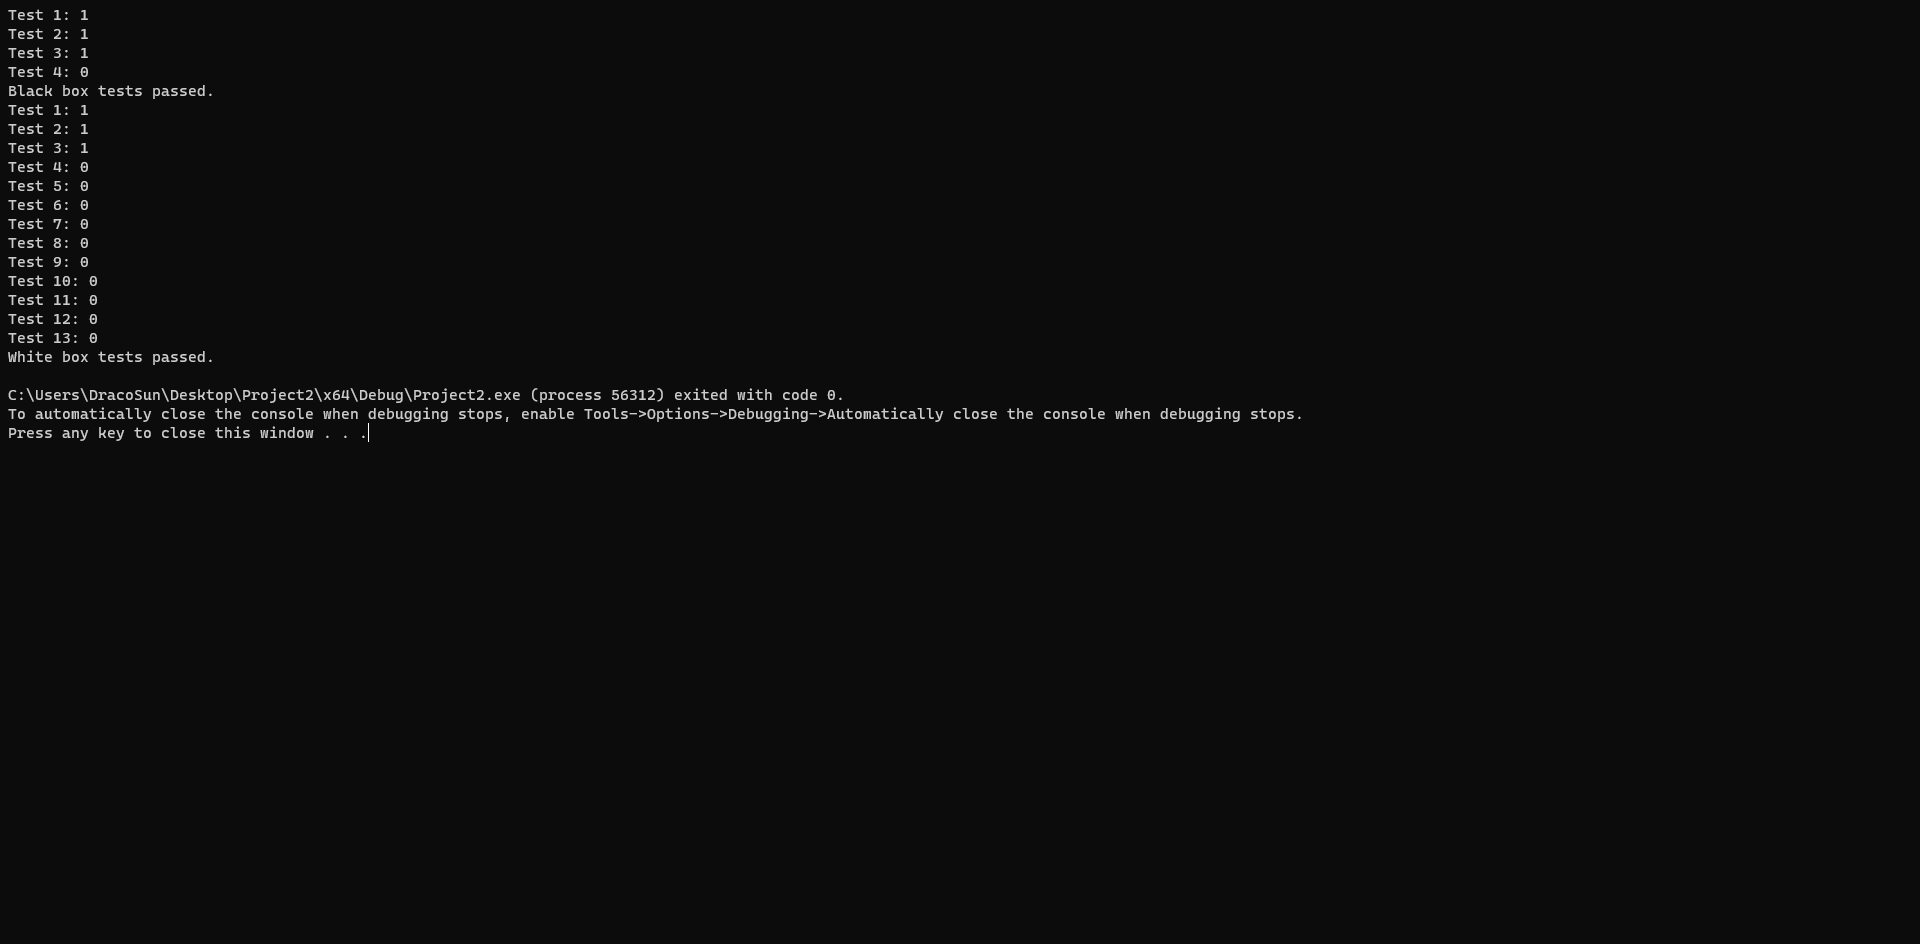 Test 1: 1
Test 2: 1
Test 3: 1
Test 4: 0
Black box tests passed.
Test 1: 1
Test 2: 1
Test 3: 1
Test 4: 0
Test 5: 0
Test 6: 0
Test 7: 0
Test 8: 0
Test 9: 0
Test 10: 0
Test 11: 0
Test 12: 0
Test 13: 0
White box tests passed.
C:\Users\DracoSun\Desktop\Project2\x64\Debug\Project2.exe (process 56312) exited with code 0.
To automatically close the console when debugging stops, enable Tools->Options->Debugging->Automatically close the console when debugging stops.
Press any key to close this window . . .